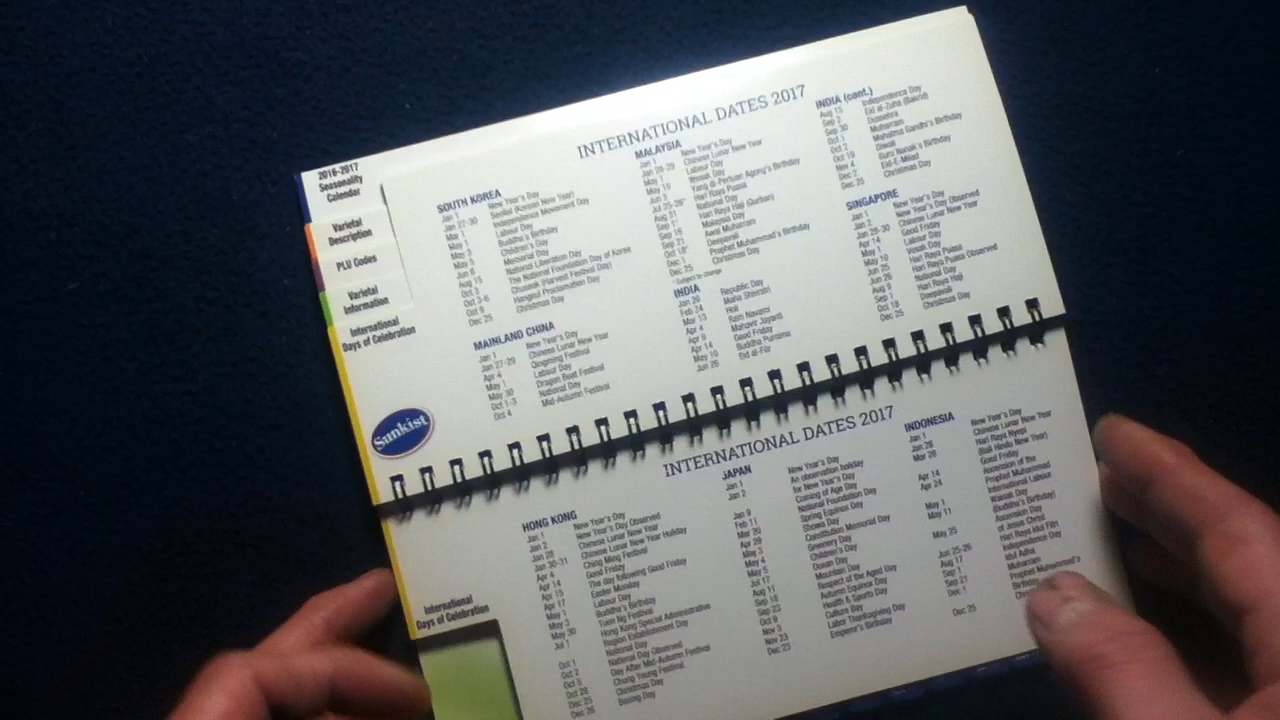 2016-2017
Seasonality
Calendar
Varietal
Description
PLU Codes
Varietal
Information
International
Days of Celebration
Sunkist
INTERNATIONAL DATES 2017
SOUTH KOREA
Jan 1 New Year's Day
Jan 27-30 Seollal (Korean New Year)
Mar 1 Independence Movement Day
May 1 Labour Day
May 3 Buddha's Birthday
May 5 Children's Day
Jun 6 Memorial Day
Aug 15 National Liberation Day
Oct 3 The National Foundation Day of Korea
Oct 3-6 Chuseok (Harvest Festival Day)
Oct 9 Hangeul Proclamation Day
Dec 25 Christmas Day
MAINLAND CHINA
Jan 1 New Year's Day
Jan 27-29 Chinese Lunar New Year
Apr 4 Qingming Festival
May 1 Labour Day
May 30 Dragon Boat Festival
Oct 1-3 National Day
Oct 4 Mid-Autumn Festival
MALAYSIA
Jan 1 New Year's Day
Jan 28-29 Chinese Lunar New Year
May 1 Labour Day
May 10 Wesak Day
Jun 3 Yang di-Pertuan Agong's Birthday
Hari Raya Puasa
Aug 31 National Day
Sep 1* Hari Raya Haji (Qurban)
Sep 16 Malaysia Day
Sep 21 Awal Muharram
Oct 18* Deepavali
Dec 1 Prophet Muhammad's Birthday
Dec 25 Christmas Day
*Subject to change
INDIA
Jan 26 Republic Day
Feb 24 Maha Shivratri
Mar 13 Holi
Apr 4 Ram Navami
Apr 9 Mahavir Jayanti
Apr 14 Good Friday
May 10 Buddha Purnima
Jun 26 Eid al-Fitr
INDIA (cont.)
Aug 15 Independence Day
Sep 2 Eid al-Zuha (Bakrid)
Sep 30 Dussehra
Oct 1 Muharram
Oct 2 Mahatma Gandhi's Birthday
Oct 19 Diwali
Nov 4 Guru Nanak's Birthday
Dec 2 Eid-E-Milad
Dec 25 Christmas Day
SINGAPORE
Jan 1 New Year's Day
Jan 2 New Year's Day Observed
Jan 28-30 Chinese Lunar New Year
Apr 14 Good Friday
May 1 Labour Day
May 10 Vesak Day
Jun 25 Hari Raya Puasa
Jun 26 Hari Raya Puasa Observed
Aug 9 National Day
Sep 1 Hari Raya Haji
Oct 18 Deepavali
Dec 25 Christmas Day
INTERNATIONAL DATES 2017
International
Days of Celebration
HONG KONG
Jan 1 New Year's Day
Jan 2 New Year's Day Observed
Jan 28 Chinese Lunar New Year
Jan 30-31 Chinese Lunar New Year Holiday
Apr 4 Ching Ming Festival
Apr 14 Good Friday
Apr 15 The day following Good Friday
Apr 17 Easter Monday
May 1 Labour Day
May 3 Buddha's Birthday
May 30 Tuen Ng Festival
Jul 1 Hong Kong Special Administrative
Region Establishment Day
Oct 1 National Day
Oct 2 National Day Observed
Oct 5 Day After Mid-Autumn Festival
Oct 28 Chung Yeung Festival
Dec 25 Christmas Day
Dec 26 Boxing Day
JAPAN
Jan 1 New Year's Day
Jan 2 An observation holiday
for New Year's Day
Jan 9 Coming of Age Day
Feb 11 National Foundation Day
Mar 20 Spring Equinox Day
Apr 29 Showa Day
May 3 Constitution Memorial Day
May 4 Greenery Day
May 5 Children's Day
Jul 17 Ocean Day
Aug 11 Mountain Day
Sep 18 Respect of the Aged Day
Sep 23 Autumn Equinox Day
Oct 9 Health & Sports Day
Nov 3 Culture Day
Nov 23 Labor Thanksgiving Day
Dec 23 Emperor's Birthday
INDONESIA
Jan 1 New Year's Day
Jan 28 Chinese Lunar New Year
Mar 28 Hari Raya Nyepi
(Bali Hindu New Year)
Apr 14 Good Friday
Apr 24 Ascension of the
Prophet Muhammad
May 1 International Labour
May 11 Waisak Day
(Buddha's Birthday)
May 25 Ascension Day
of Jesus Christ
Jun 25-26 Hari Raya Idul Fitri
Aug 17 Independence Day
Sep 1 Idul Adha
Sep 21 Muharram
Dec 1 Prophet Muhammad's
Dec 25